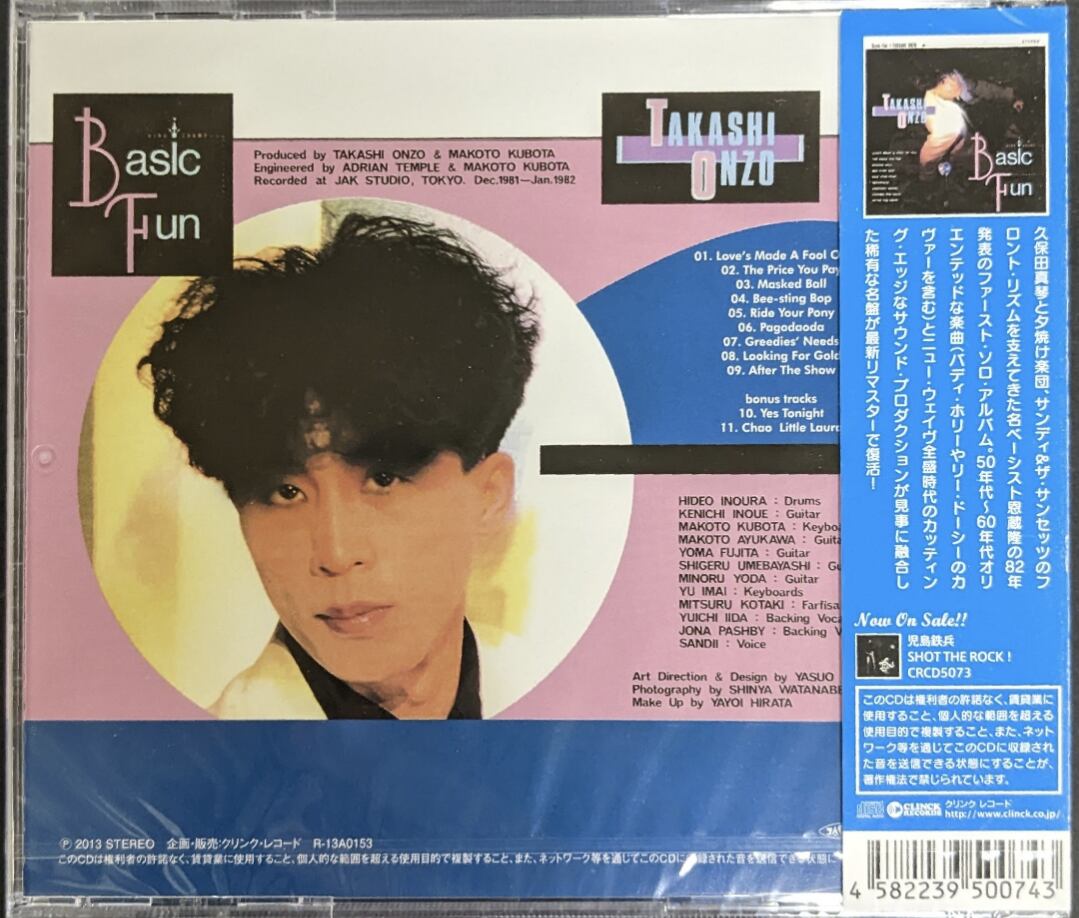 Basic
Fun
Produced by TAKASHI ONZO & MAKOTO KUBOTA
Engineered by ADRIAN TEMPLE & MAKOTO KUBOTA
Recorded at JAK STUDIO, TOKYO. Dec.1981—Jan.1982
TAKASHI
ONZO
01. Love's Made A Fool O
02. The Price You Pay
03. Masked Ball
04. Bee-sting Bop
05. Ride Your Pony
06. Pagodaoda
07. Greedies' Needs
08. Looking For Gold
09. After The Show
bonus tracks
10. Yes Tonight
11. Chao Little Laura
HIDEO INOURA : Drums
KENICHI INOUE : Guitar
MAKOTO KUBOTA : Keybo
MAKOTO AYUKAWA : Guita
YOMA FUJITA : Guitar
SHIGERU UMEBAYASHI : Gu
MINORU YODA : Guitar
YU IMAI : Keyboards
MITSURU KOTAKI : Farfisa
YUICHI IIDA : Backing Voca
JONA PASHBY : Backing V
SANDII : Voice
Art Direction & Design by YASUO
Photography by SHINYA WATANABE
Make Up by YAYOI HIRATA
Ⓟ 2013 STEREO 企画・販売:クリンク・レコード R-13A0153
このCDは権利者の許諾なく、賃貸業に使用すること、個人的な範囲を超える使用目的で複製すること、また、ネットワーク等を通じてこのCDに収録された音を送信できる状態に
TAKASHI
ONZO
Basic
Fun
久保田真琴と夕焼け楽団、サンディ&ザ・サンセッツのフ
ロント・リズムを支えてきた名ベーシスト恩蔵隆の82年
発表のファースト・ソロ・アルバム。50年代〜60年代オリ
エンテッドな楽曲(バディ・ホリーやリー・ドーシーのカ
ヴァーを含む)とニュー・ウェイヴ全盛時代のカッティン
グ・エッジなサウンド・プロダクションが見事に融合し
た稀有な名盤が最新リマスターで復活！
Now On Sale!!
児島鉄兵
SHOT THE ROCK！
CRCD5073
このCDは権利者の許諾なく、賃貸業に
使用すること、個人的な範囲を超える
使用目的で複製すること、また、ネット
ワーク等を通じてこのCDに収録され
た音を送信できる状態にすることが、
著作権法で禁じられています。
CLINCK RECORDS
クリンク レコード
http://www.clinck.co.jp/
4 582239 500743